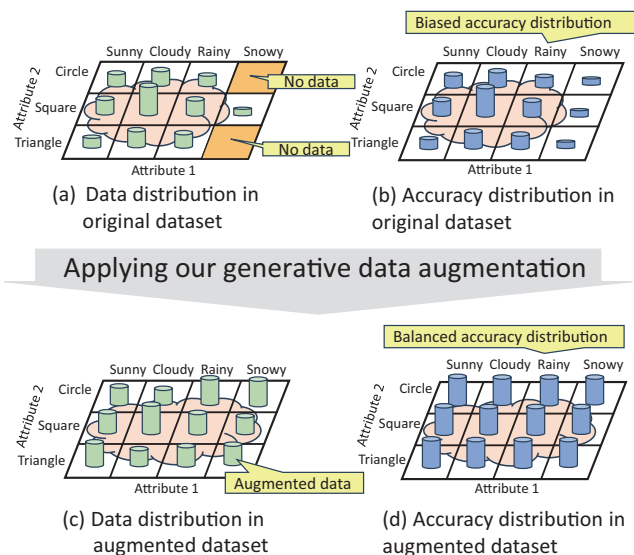 Sunny Cloudy Rainy Snowy
Attribute 2
Circle
Square
Triangle
No data
No data
Attribute 1
(a) Data distribution in
original dataset
Biased accuracy distribution
Sunny Cloudy Rainy Snowy
Attribute 2
Circle
Square
Triangle
Attribute 1
(b) Accuracy distribution in
original dataset
Applying our generative data augmentation
Sunny Cloudy Rainy Snowy
Attribute 2
Circle
Square
Triangle
Attribute 1
Augmented data
(c) Data distribution in
augmented dataset
Balanced accuracy distribution
Sunny Cloudy Rainy Snowy
Attribute 2
Circle
Square
Triangle
Attribute 1
(d) Accuracy distribution in
augmented dataset